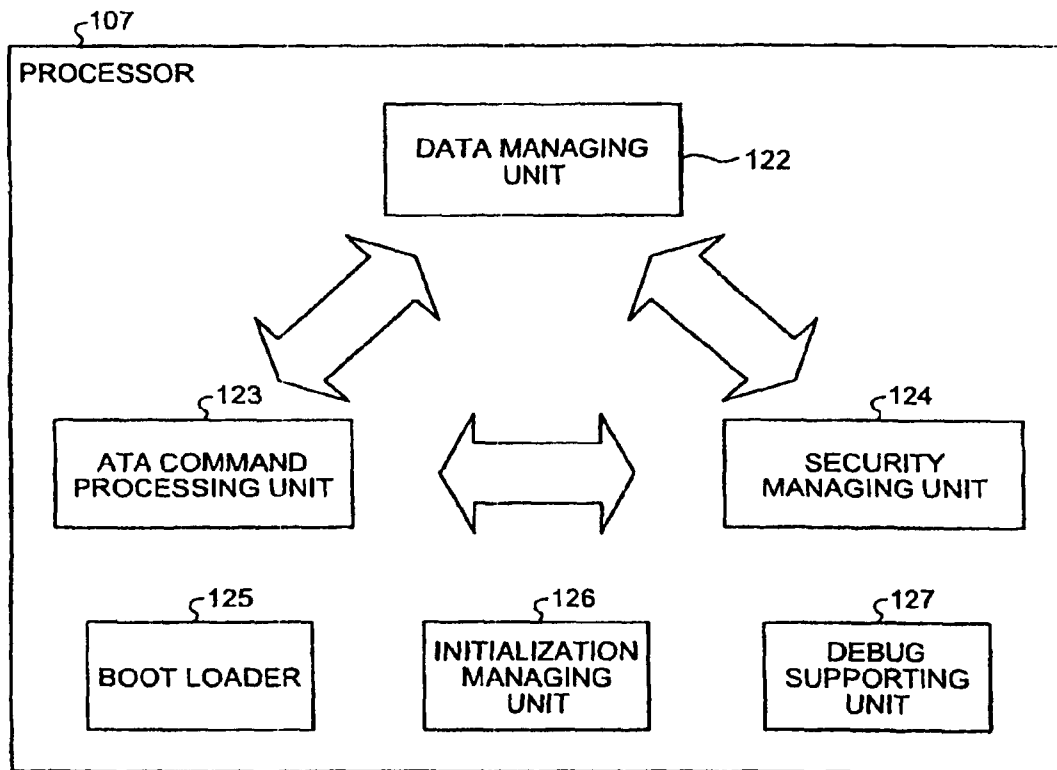 107
PROCESSOR
DATA MANAGING
UNIT
122
123
ATA COMMAND
PROCESSING UNIT
124
SECURITY
MANAGING UNIT
125
BOOT LOADER
126
INITIALIZATION
MANAGING
UNIT
127
DEBUG
SUPPORTING
UNIT